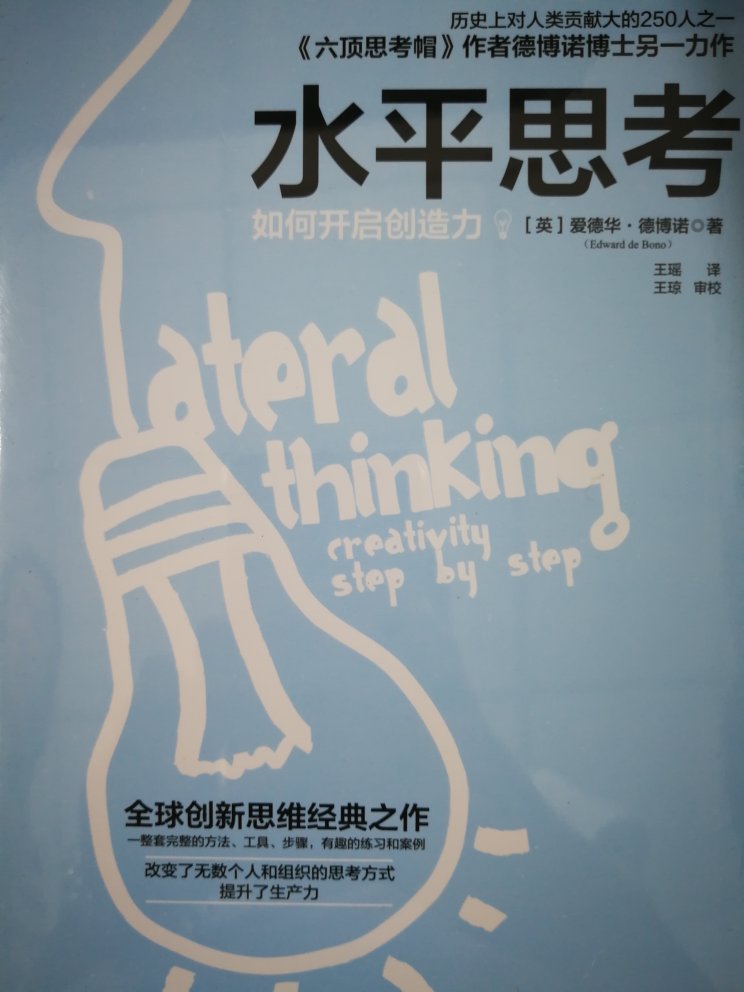 历史上对人类贡献大的250人之一
《六顶思考帽》作者德博诺博士另一力作
水平思考
如何开启创造力
[英] 爱德华·德博诺◎著
(Edward de Bono)
王瑶 译
王琼 审校
lateral
thinking
creativity
step by step
全球创新思维经典之作
一整套完整的方法、工具、步骤，有趣的练习和案例
改变了无数个人和组织的思考方式
提升了生产力